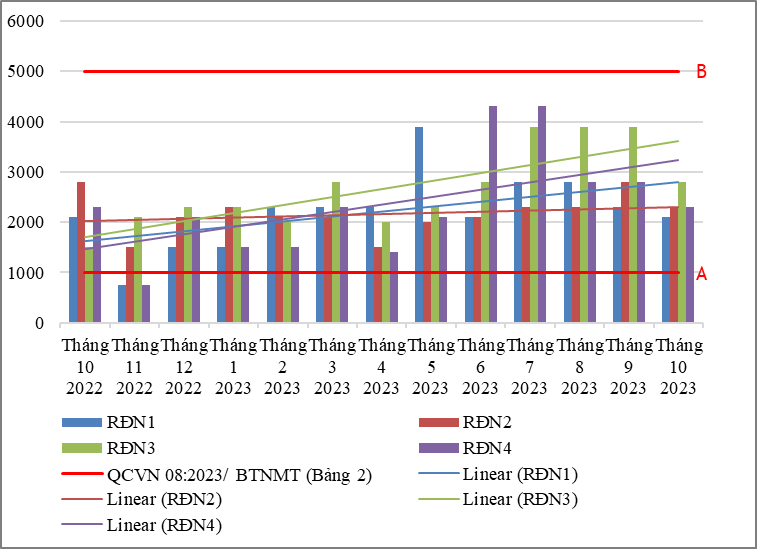 6000
5000
4000
3000
2000
1000
0
B
A
Tháng 10 2022
Tháng 11 2022
Tháng 12 2022
Tháng 1 2023
Tháng 2 2023
Tháng 3 2023
Tháng 4 2023
Tháng 5 2023
Tháng 6 2023
Tháng 7 2023
Tháng 8 2023
Tháng 9 2023
Tháng 10 2023
RĐN1
RĐN2
RĐN3
RĐN4
QCVN 08:2023/ BTNMT (Bảng 2)
Linear (RĐN1)
Linear (RĐN2)
Linear (RĐN3)
Linear (RĐN4)